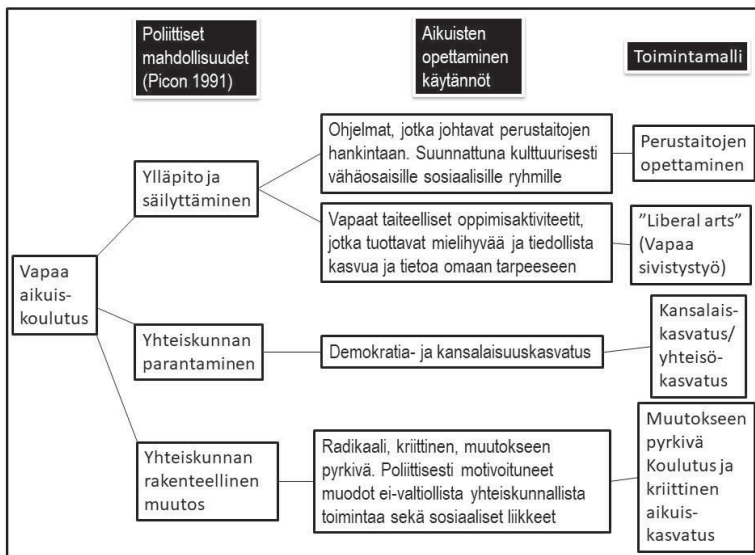 Poliittiset
mahdollisuudet
(Picon 1991)
Aikuisten
opettaminen
käytännöt
Toimintamalli
Vapaa
aikuis-
koulutus
Ylläpito ja
säilyttäminen
Ohjelmat, jotka johtavat perustaitojen
hankintaan. Suunnattuna kulttuurisesti
vähäosaisille sosiaalisille ryhmille
Perustaitojen
opettaminen
Vapaat taiteelliset oppimisaktiviteetit,
jotka tuottavat mielihyvää ja tiedollista
kasvua ja tietoa omaan tarpeeseen
”Liberal arts”
(Vapaa
sivistystyö)
Yhteiskunnan
parantaminen
Demokratia- ja kansalaisuuskasvatus
Kansalais-
kasvatus/
yhteisö-
kasvatus
Yhteiskunnan
rakenteellinen
muutos
Radikaali, kriittinen, muutokseen
pyrkivä. Poliittisesti motivoituneet
muodot ei-valtiollista yhteiskunnallista
toimintaa sekä sosiaaliset liikkeet
Muutokseen
pyrkivä
Koulutus ja
kriittinen
aikuis-
kasvatus